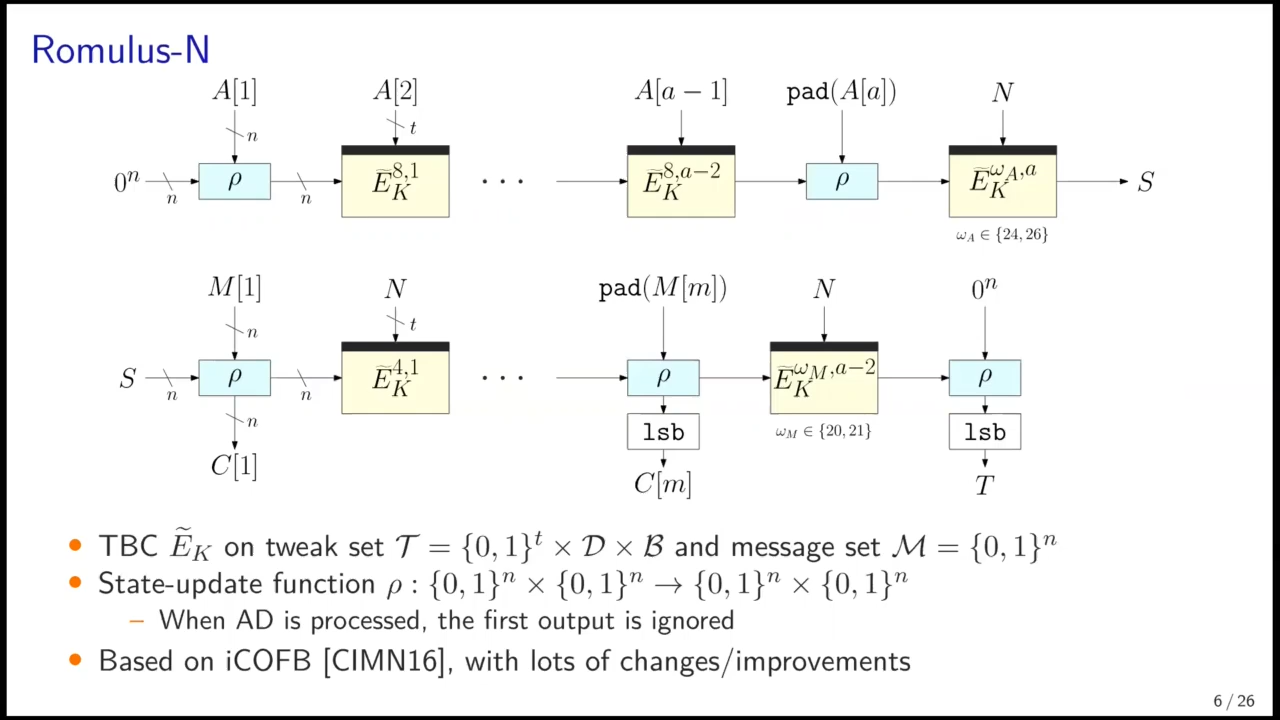 Romulus-N
A[1] A[2] A[a − 1] pad(A[a]) N
n t
0ⁿ ρ Ẽ_K^{8,1} · · · Ẽ_K^{8,a−2} ρ Ẽ_K^{ω_A,a} S
n n
ω_A ∈ {24, 26}
M[1] N pad(M[m]) N 0ⁿ
n t
S ρ Ẽ_K^{4,1} · · · ρ Ẽ_K^{ω_M,a−2} ρ
n n
n lsb ω_M ∈ {20, 21} lsb
C[1] C[m] T
• TBC Ẽ_K on tweak set 𝒯 = {0, 1}ᵗ × 𝒟 × ℬ and message set ℳ = {0, 1}ⁿ
• State-update function ρ : {0, 1}ⁿ × {0, 1}ⁿ → {0, 1}ⁿ × {0, 1}ⁿ
– When AD is processed, the first output is ignored
• Based on iCOFB [CIMN16], with lots of changes/improvements
6 / 26